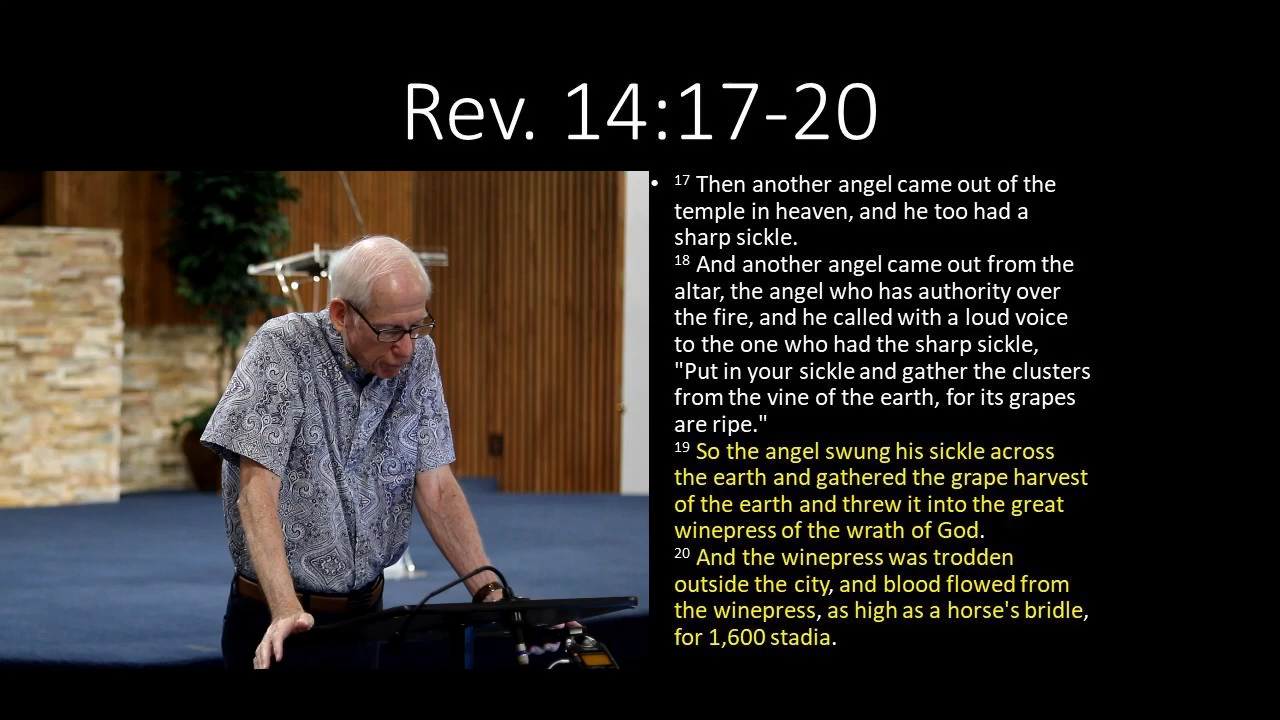 Rev. 14:17-20
• ¹⁷ Then another angel came out of the
temple in heaven, and he too had a
sharp sickle.
¹⁸ And another angel came out from the
altar, the angel who has authority over
the fire, and he called with a loud voice
to the one who had the sharp sickle,
"Put in your sickle and gather the clusters
from the vine of the earth, for its grapes
are ripe."
¹⁹ So the angel swung his sickle across
the earth and gathered the grape harvest
of the earth and threw it into the great
winepress of the wrath of God.
²⁰ And the winepress was trodden
outside the city, and blood flowed from
the winepress, as high as a horse's bridle,
for 1,600 stadia.